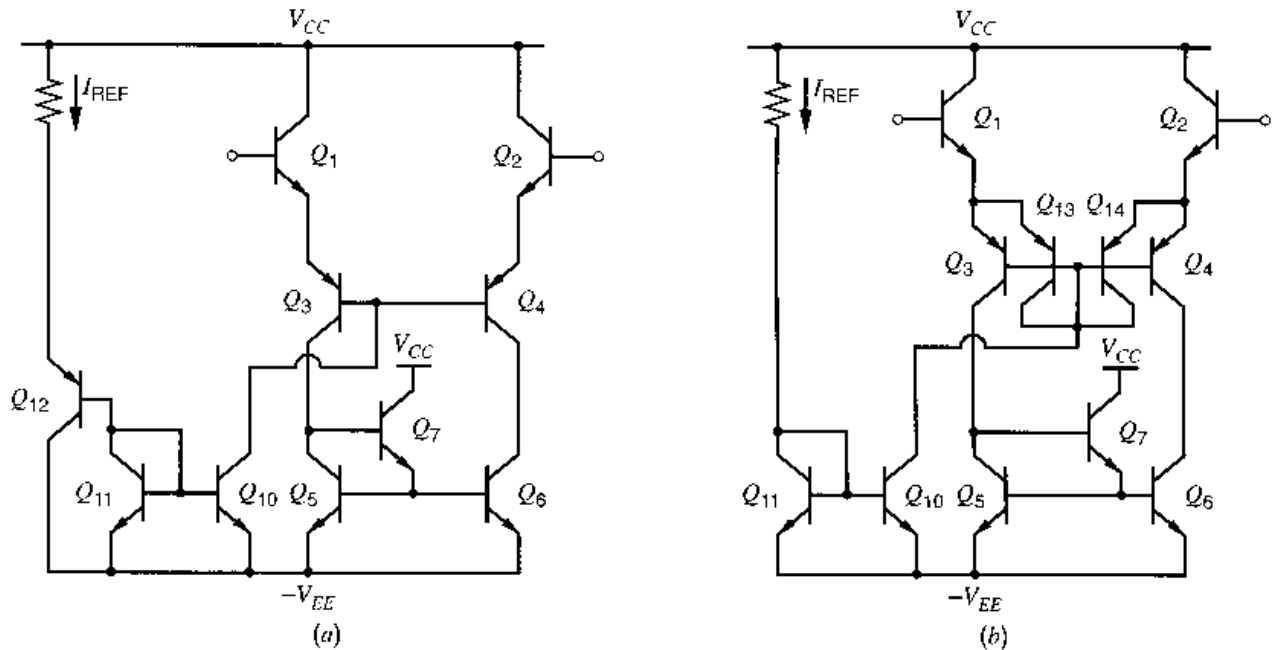 V_CC
I_REF
Q_1
Q_2
Q_3
Q_4
V_CC
Q_12
Q_7
Q_11
Q_10
Q_5
Q_6
−V_EE
(a)
V_CC
I_REF
Q_1
Q_2
Q_13
Q_14
Q_3
Q_4
V_CC
Q_7
Q_11
Q_10
Q_5
Q_6
−V_EE
(b)